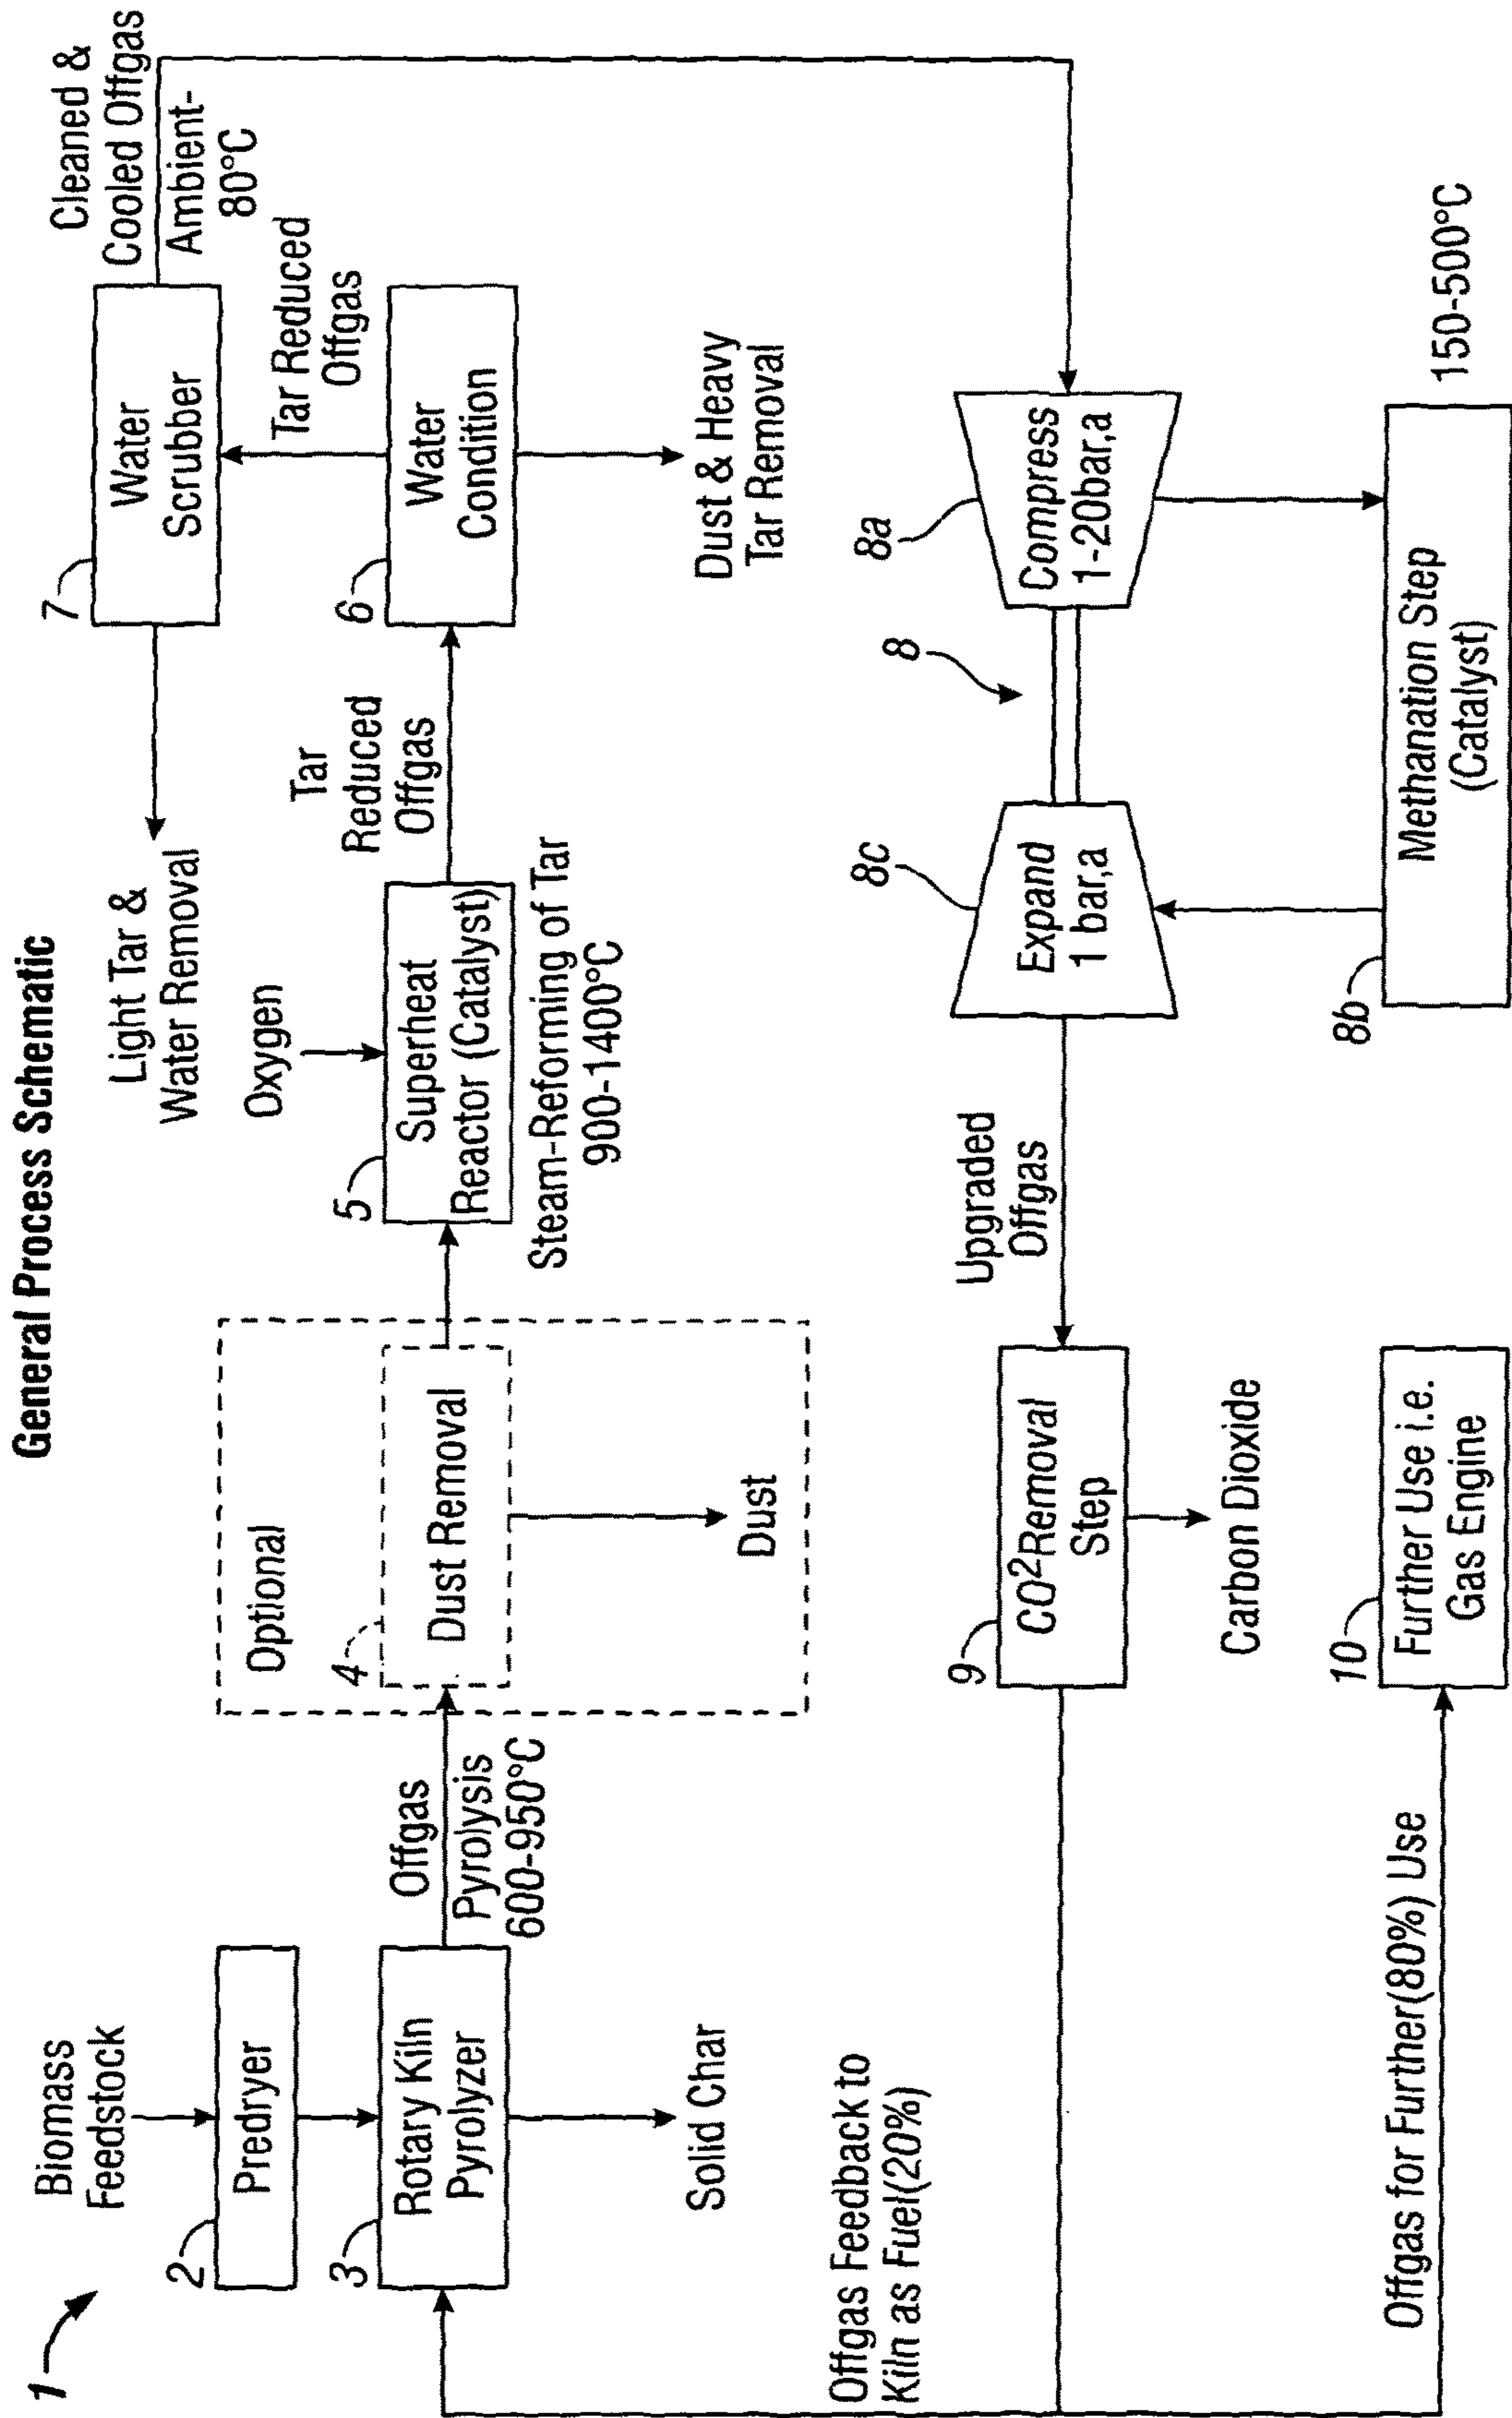 General Process Schematic
1
Biomass
Feedstock
2
Predryer
3
Rotary Kiln
Pyrolyzer
Solid Char
Offgas
Pyrolysis
600-950°C
Optional
4
Dust Removal
Dust
Oxygen
5
Superheat
Reactor (Catalyst)
Steam-Reforming of Tar
900-1400°C
Tar
Reduced
Offgas
6
Water
Condition
Dust & Heavy
Tar Removal
Tar Reduced
Offgas
7
Water
Scrubber
Light Tar &
Water Removal
Cleaned &
Cooled Offgas
Ambient-
80°C
8a
Compress
1-20bar,a
8
8c
Expand
1 bar,a
8b
Methanation Step
(Catalyst)
150-500°C
Upgraded
Offgas
9
CO²Removal
Step
Carbon Dioxide
Offgas Feedback to
Kiln as Fuel(20%)
Offgas for Further(80%) Use
10
Further Use i.e.
Gas Engine